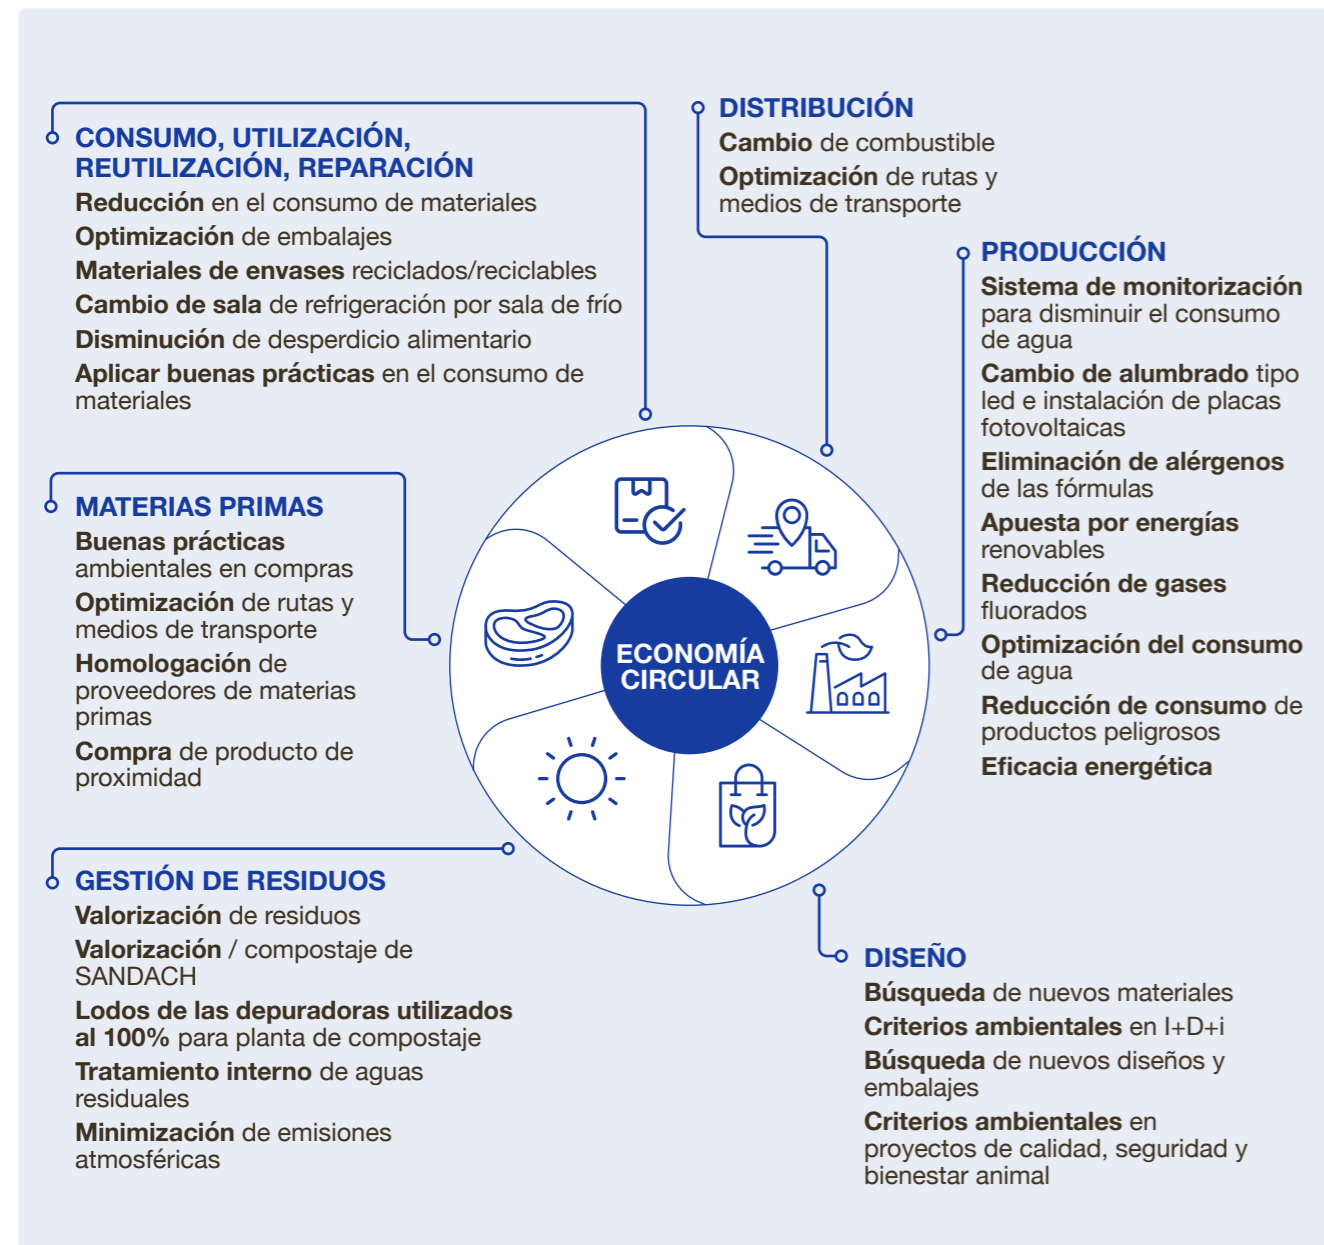 CONSUMO, UTILIZACIÓN,
REUTILIZACIÓN, REPARACIÓN
Reducción en el consumo de materiales
Optimización de embalajes
Materiales de envases reciclados/reciclables
Cambio de sala de refrigeración por sala de frío
Disminución de desperdicio alimentario
Aplicar buenas prácticas en el consumo de
materiales
DISTRIBUCIÓN
Cambio de combustible
Optimización de rutas y
medios de transporte
PRODUCCIÓN
Sistema de monitorización
para disminuir el consumo
de agua
Cambio de alumbrado tipo
led e instalación de placas
fotovoltaicas
Eliminación de alérgenos
de las fórmulas
Apuesta por energías
renovables
Reducción de gases
fluorados
Optimización del consumo
de agua
Reducción de consumo de
productos peligrosos
Eficacia energética
MATERIAS PRIMAS
Buenas prácticas
ambientales en compras
Optimización de rutas y
medios de transporte
Homologación de
proveedores de materias
primas
Compra de producto de
proximidad
ECONOMÍA
CIRCULAR
GESTIÓN DE RESIDUOS
Valorización de residuos
Valorización / compostaje de
SANDACH
Lodos de las depuradoras utilizados
al 100% para planta de compostaje
Tratamiento interno de aguas
residuales
Minimización de emisiones
atmosféricas
DISEÑO
Búsqueda de nuevos materiales
Criterios ambientales en I+D+i
Búsqueda de nuevos diseños y
embalajes
Criterios ambientales en
proyectos de calidad, seguridad y
bienestar animal